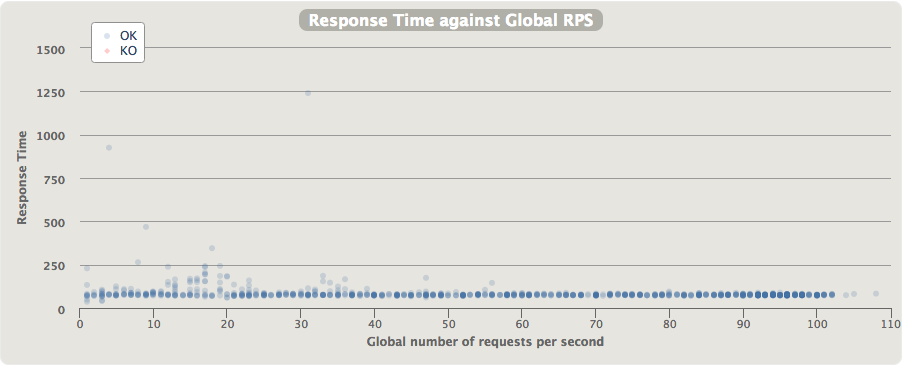 Response Time against Global RPS
OK
KO
1500
1250
1000
750
500
250
0
Response Time
0 10 20 30 40 50 60 70 80 90 100 110
Global number of requests per second